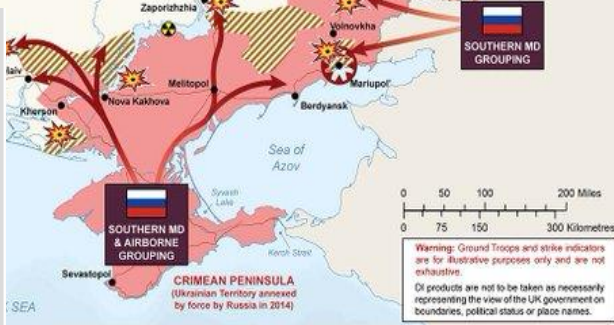 Zaporizhzhia
Volnovkha
SOUTHERN MD
GROUPING
Mariupol'
Melitopol
Berdyansk
Nova Kakhova
Kherson
Sea of
Azov
Syvash
Lake
SOUTHERN MD
& AIRBORNE
GROUPING
Kerch Strait
Sevastopol
CRIMEAN PENINSULA
(Ukrainian Territory annexed
by force by Russia in 2014)
SEA
0 50 100 200 Miles
0 75 150 300 Kilometres
Warning: Ground Troops and strike indicators
are for illustrative purposes only and are not
exhaustive.
DI products are not to be taken as necessarily
representing the view of the UK government on
boundaries, political status or place names.